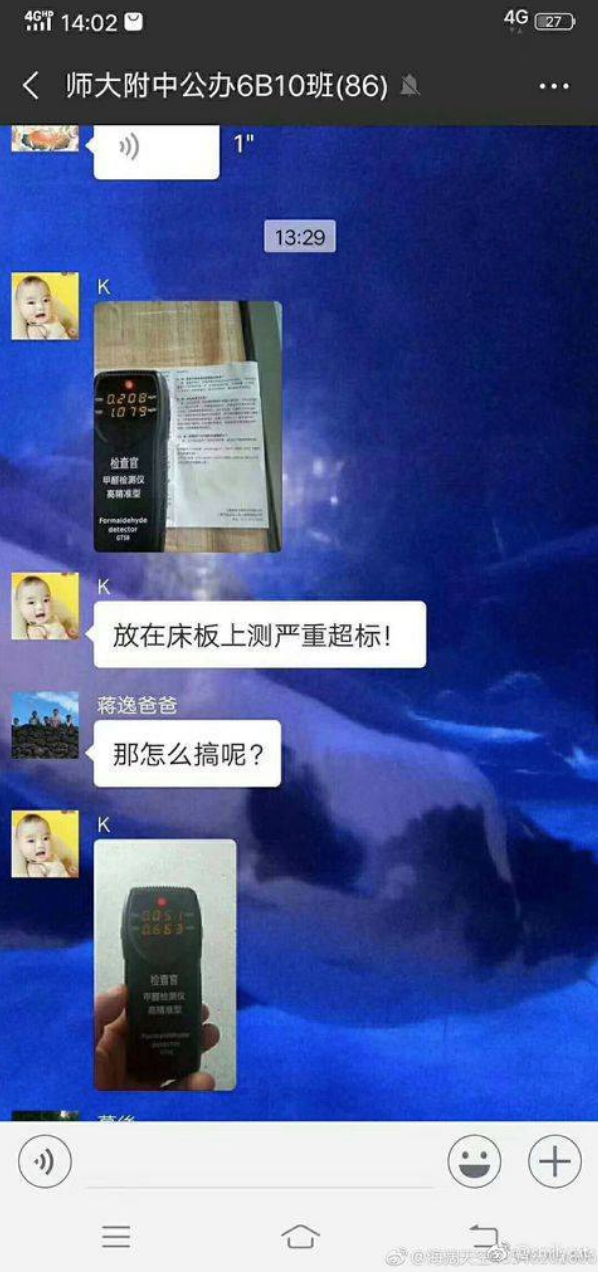 4GHD 14:02 4G 27
师大附中公办6B10班(86)
1"
13:29
K
0.208
1.079
检查官
甲醛检测仪
高精准型
Formaldehyde
detector
GT58
K
放在床板上测严重超标！
蒋逸爸爸
那怎么搞呢？
K
0.051
0.663
检查官
甲醛检测仪
高精准型
Formaldehyde
detector